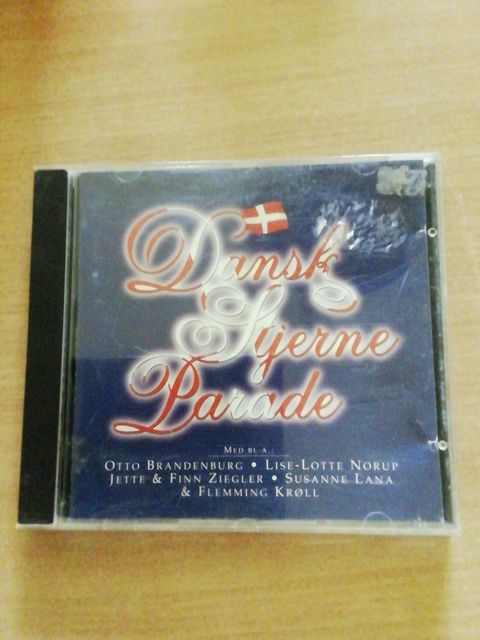 Dansk
Stjerne
Parade
MED BL.A.:
OTTO BRANDENBURG • LISE-LOTTE NORUP
JETTE & FINN ZIEGLER • SUSANNE LANA
& FLEMMING KRØLL